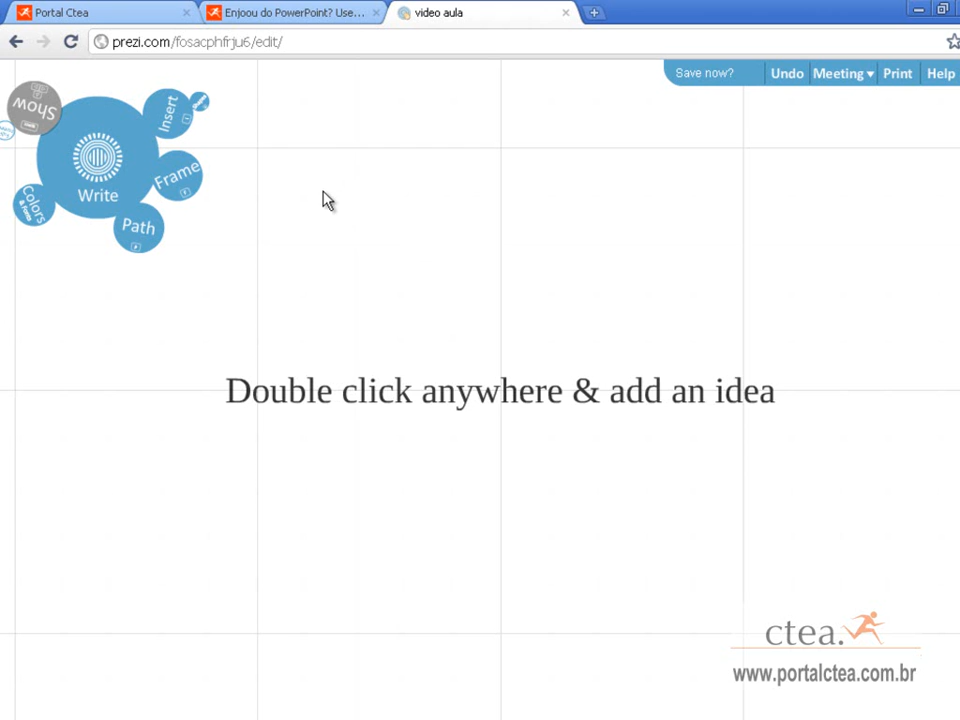 Portal Ctea
Enjoou do PowerPoint? Use...
video aula
prezi.com/fosacphfrju6/edit/
Save now?
Undo
Meeting
Print
Help
Show
Insert
Frame
Write
Colors
& Fonts
Path
Double click anywhere & add an idea
ctea.
www.portalctea.com.br